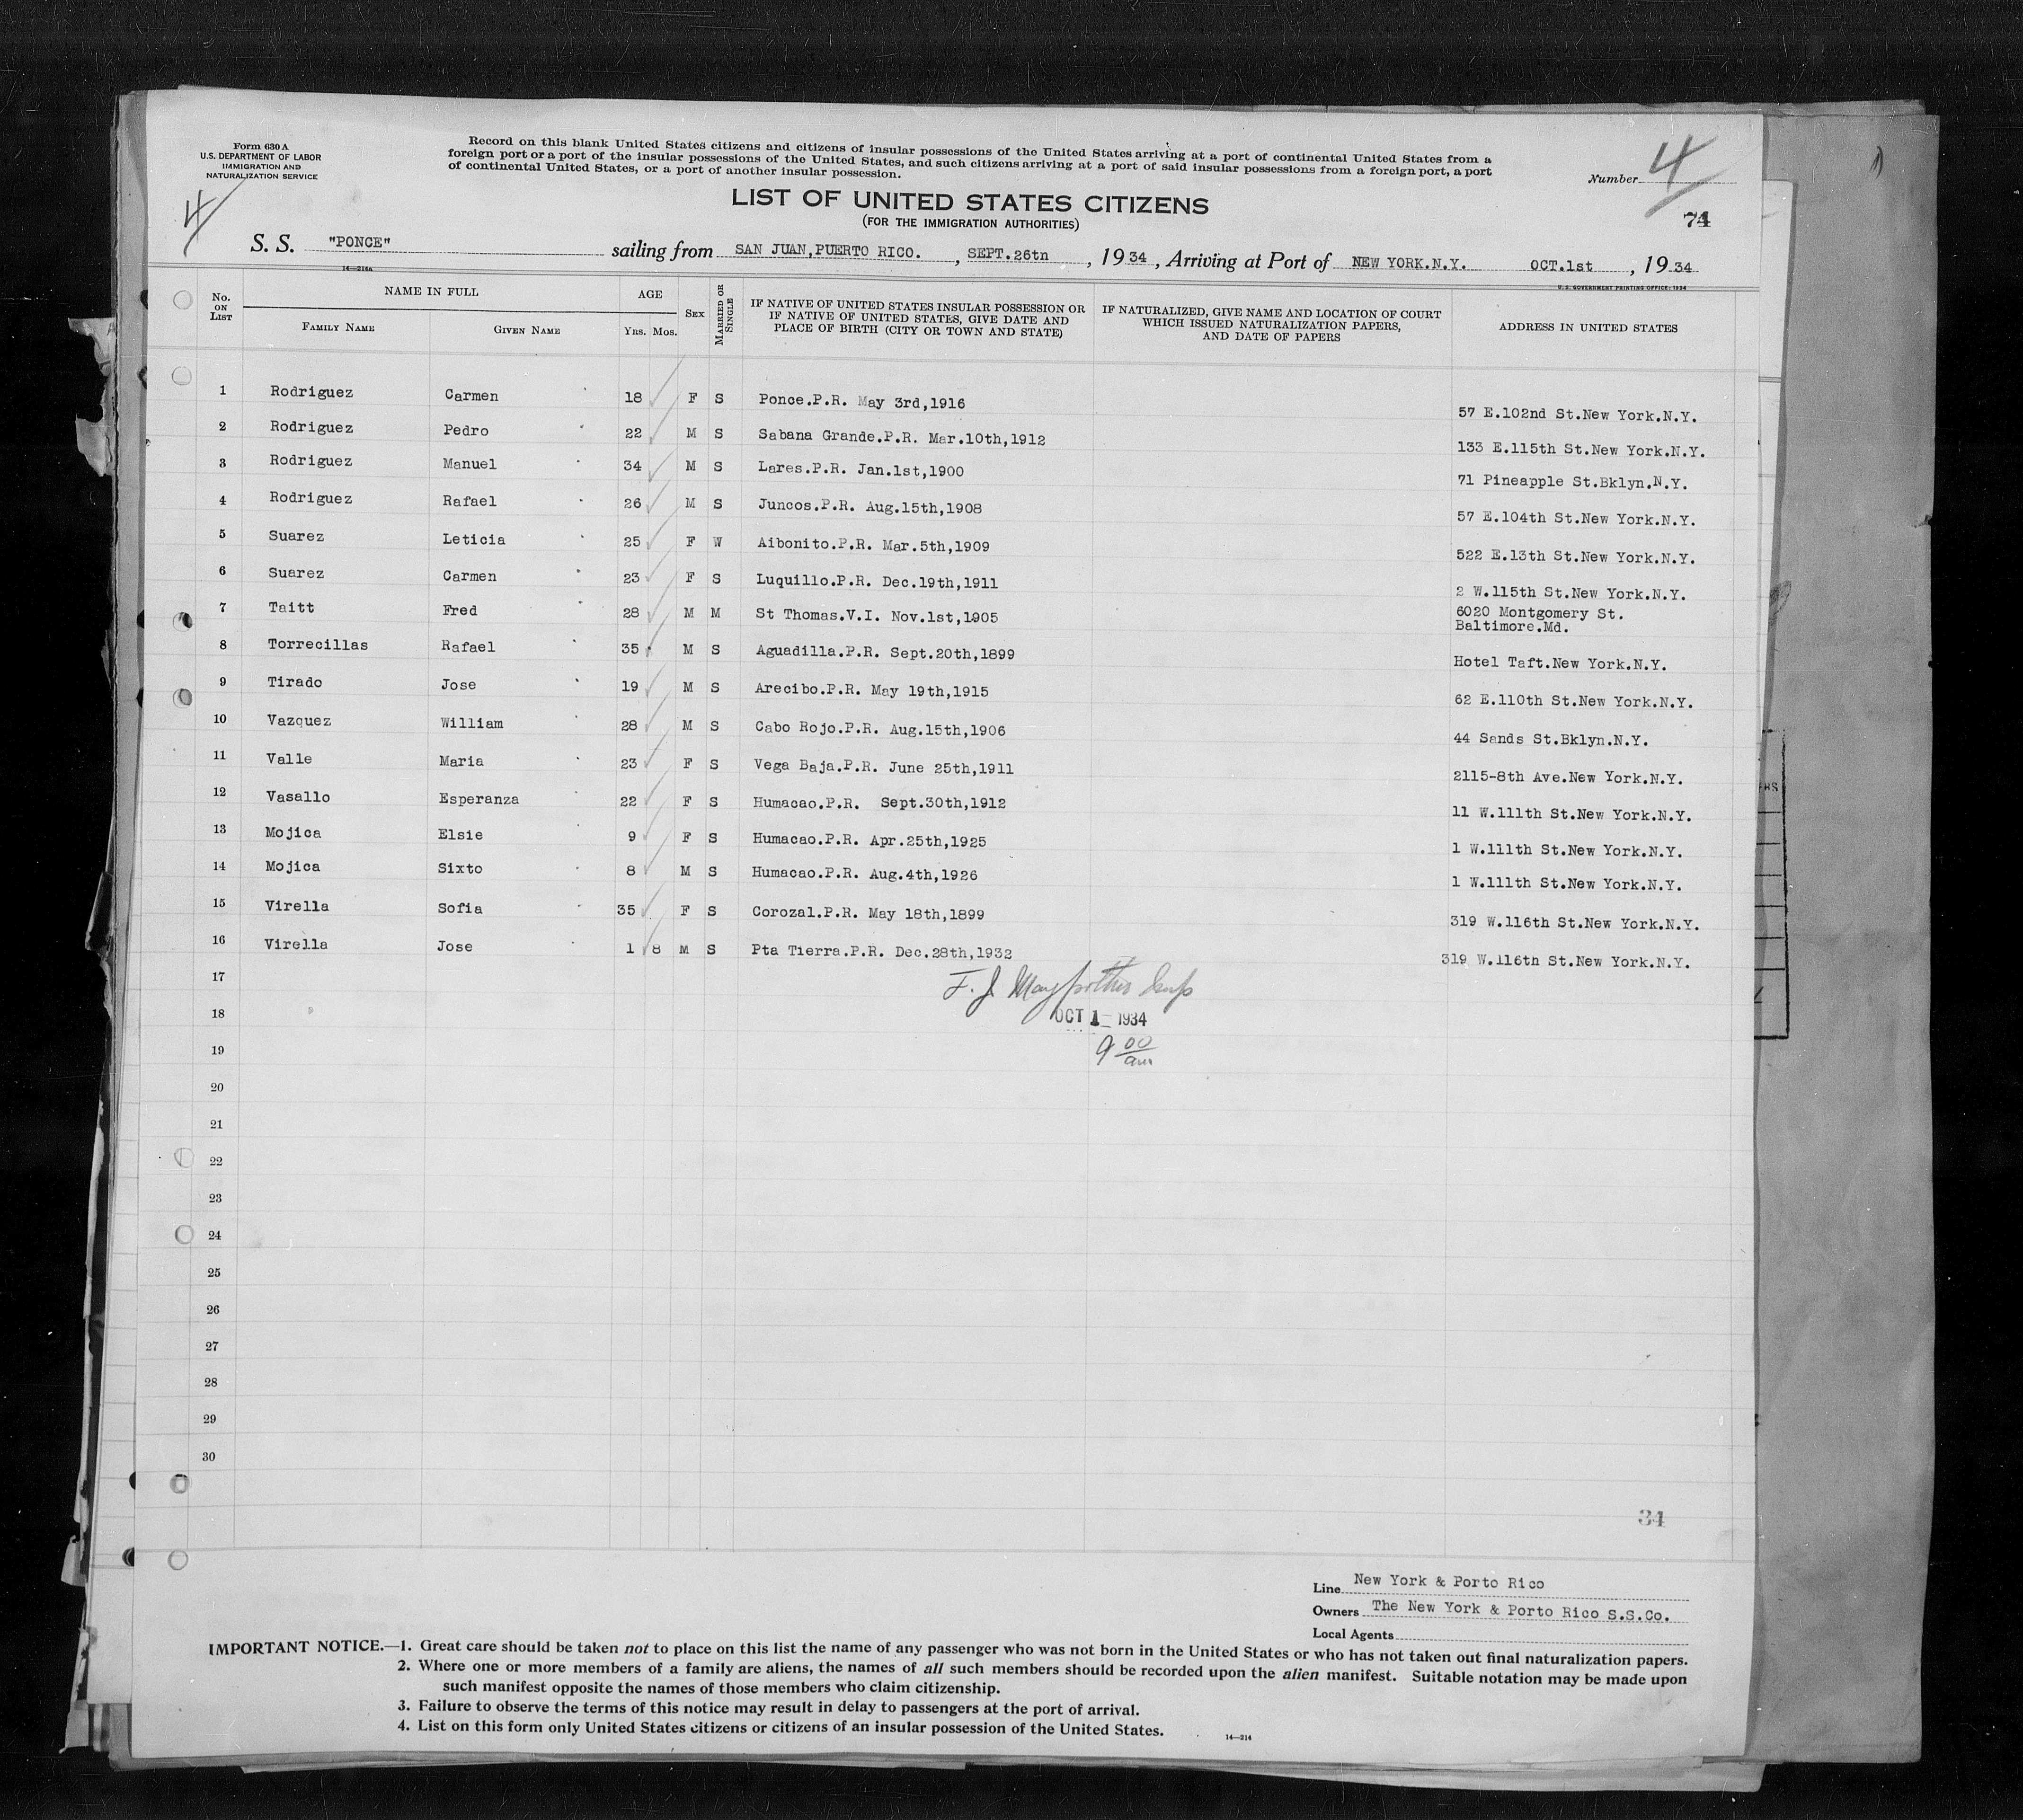 Form 630 A
U.S. DEPARTMENT OF LABOR
IMMIGRATION AND
NATURALIZATION SERVICE
Record on this blank United States citizens and citizens of insular possessions of the United States arriving at a port of continental United States from a
foreign port or a port of the insular possessions of the United States, and such citizens arriving at a port of said insular possessions from a foreign port, a port
of continental United States, or a port of another insular possession.
Number 4
4
74
LIST OF UNITED STATES CITIZENS
(FOR THE IMMIGRATION AUTHORITIES)
S. S. "PONCE" sailing from SAN JUAN,PUERTO RICO. , SEPT.26tn , 1934 , Arriving at Port of NEW YORK.N.Y. OCT.1st , 1934
14—214A
U.S. GOVERNMENT PRINTING OFFICE: 1934
No. ON LIST NAME IN FULL FAMILY NAME GIVEN NAME AGE YRS. MOS. SEX MARRIED OR SINGLE IF NATIVE OF UNITED STATES INSULAR POSSESSION OR IF NATIVE OF UNITED STATES, GIVE DATE AND PLACE OF BIRTH (CITY OR TOWN AND STATE) IF NATURALIZED, GIVE NAME AND LOCATION OF COURT WHICH ISSUED NATURALIZATION PAPERS, AND DATE OF PAPERS ADDRESS IN UNITED STATES
1 Rodriguez Carmen 18 F S Ponce.P.R. May 3rd,1916 57 E.102nd St.New York.N.Y.
2 Rodriguez Pedro 22 M S Sabana Grande.P.R. Mar.10th,1912 133 E.115th St.New York.N.Y.
3 Rodriguez Manuel 34 M S Lares.P.R. Jan.1st,1900 71 Pineapple St.Bklyn.N.Y.
4 Rodriguez Rafael 26 M S Juncos.P.R. Aug.15th,1908 57 E.104th St.New York.N.Y.
5 Suarez Leticia 25 F W Aibonito.P.R. Mar.5th,1909 522 E.13th St.New York.N.Y.
6 Suarez Carmen 23 F S Luquillo.P.R. Dec.19th,1911 2 W.115th St.New York.N.Y.
7 Taitt Fred 28 M M St Thomas.V.I. Nov.1st,1905 6020 Montgomery St.
Baltimore.Md.
8 Torrecillas Rafael 35 M S Aguadilla.P.R. Sept.20th,1899 Hotel Taft.New York.N.Y.
9 Tirado Jose 19 M S Arecibo.P.R. May 19th,1915 62 E.110th St.New York.N.Y.
10 Vazquez William 28 M S Cabo Rojo.P.R. Aug.15th,1906 44 Sands St.Bklyn.N.Y.
11 Valle Maria 23 F S Vega Baja.P.R. June 25th,1911 2115-8th Ave.New York.N.Y.
12 Vasallo Esperanza 22 F S Humacao.P.R. Sept.30th,1912 11 W.111th St.New York.N.Y.
13 Mojica Elsie 9 F S Humacao.P.R. Apr.25th,1925 1 W.111th St.New York.N.Y.
14 Mojica Sixto 8 M S Humacao.P.R. Aug.4th,1926 1 W.111th St.New York.N.Y.
15 Virella Sofia 35 F S Corozal.P.R. May 18th,1899 319 W.116th St.New York.N.Y.
16 Virella Jose 1 8 M S Pta Tierra.P.R. Dec.28th,1932 319 W.116th St.New York.N.Y.
17 F. J.
18 OCT 1 1934
19 9 00 am
20
21
22
23
24
25
26
27
28
29
30
34
Line New York & Porto Rico
Owners The New York & Porto Rico S.S.Co.
Local Agents
IMPORTANT NOTICE.—1. Great care should be taken not to place on this list the name of any passenger who was not born in the United States or who has not taken out final naturalization papers.
2. Where one or more members of a family are aliens, the names of all such members should be recorded upon the alien manifest. Suitable notation may be made upon
such manifest opposite the names of those members who claim citizenship.
3. Failure to observe the terms of this notice may result in delay to passengers at the port of arrival.
4. List on this form only United States citizens or citizens of an insular possession of the United States.
14—214